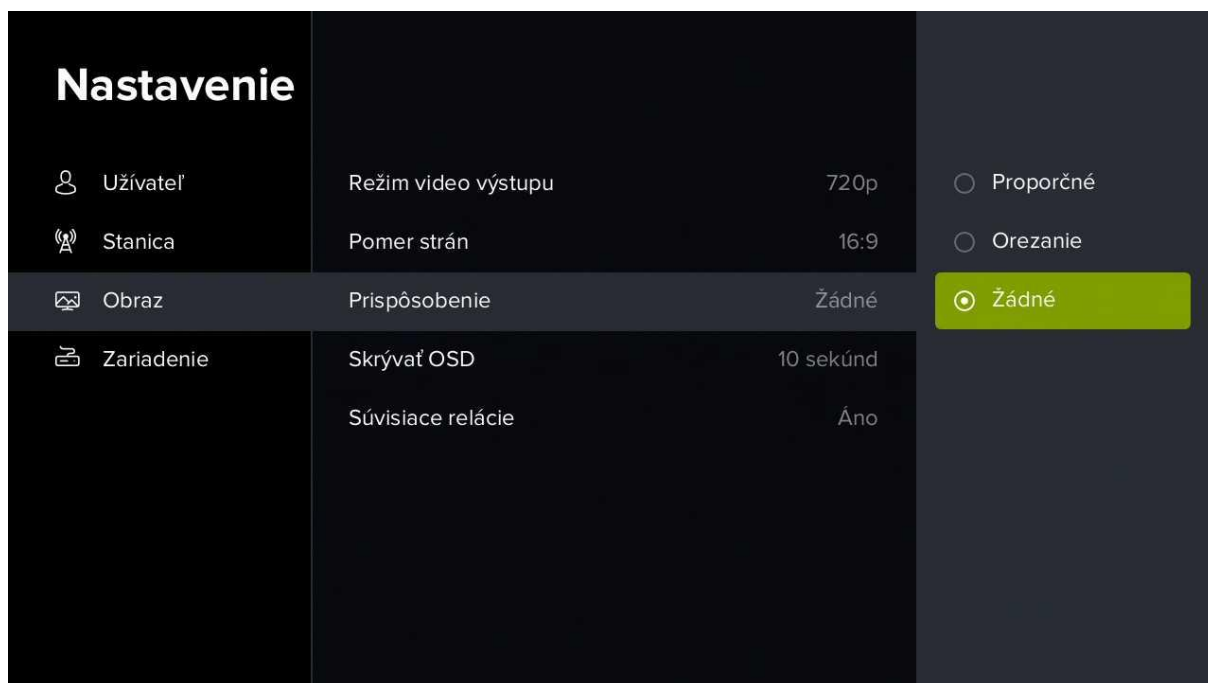 Nastavenie
Užívateľ
Stanica
Obraz
Zariadenie
Režim video výstupu 720p
Pomer strán 16:9
Prispôsobenie Žádné
Skrývať OSD 10 sekúnd
Súvisiace relácie Áno
Proporčné
Orezanie
Žádné